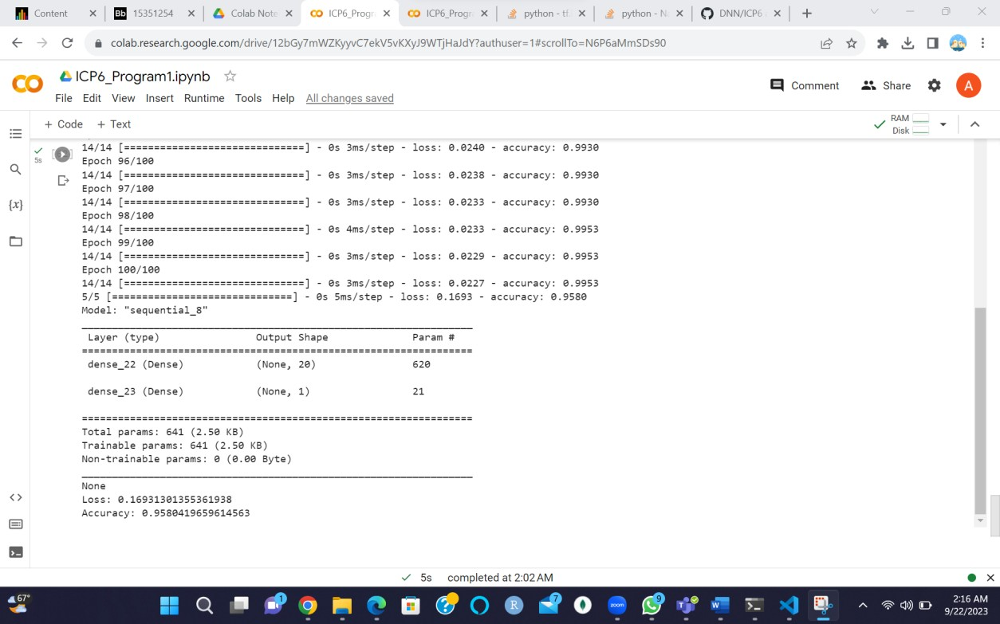 Content
Bb 15351254
Colab Note
ICP6_Progr
ICP6_Progr
python - tf
python - N
DNN/ICP6
colab.research.google.com/drive/12bGy7mWZKyyvC7ekV5vKXyJ9WTjHaJdY?authuser=1#scrollTo=N6P6aMmSDs90
ICP6_Program1.ipynb
Comment
Share
A
File Edit View Insert Runtime Tools Help All changes saved
+ Code + Text
RAM
Disk
5s
{x}
14/14 [==============================] - 0s 3ms/step - loss: 0.0240 - accuracy: 0.9930
Epoch 96/100
14/14 [==============================] - 0s 3ms/step - loss: 0.0238 - accuracy: 0.9930
Epoch 97/100
14/14 [==============================] - 0s 3ms/step - loss: 0.0233 - accuracy: 0.9930
Epoch 98/100
14/14 [==============================] - 0s 4ms/step - loss: 0.0233 - accuracy: 0.9953
Epoch 99/100
14/14 [==============================] - 0s 3ms/step - loss: 0.0229 - accuracy: 0.9953
Epoch 100/100
14/14 [==============================] - 0s 3ms/step - loss: 0.0227 - accuracy: 0.9953
5/5 [==============================] - 0s 5ms/step - loss: 0.1693 - accuracy: 0.9580
Model: "sequential_8"
_________________________________________________________________
Layer (type) Output Shape Param #
=================================================================
dense_22 (Dense) (None, 20) 620
dense_23 (Dense) (None, 1) 21
=================================================================
Total params: 641 (2.50 KB)
Trainable params: 641 (2.50 KB)
Non-trainable params: 0 (0.00 Byte)
_________________________________________________________________
None
Loss: 0.16931301355361938
Accuracy: 0.9580419659614563
5s completed at 2:02 AM
67°
1
R
7
zoom
9
2:16 AM
9/22/2023